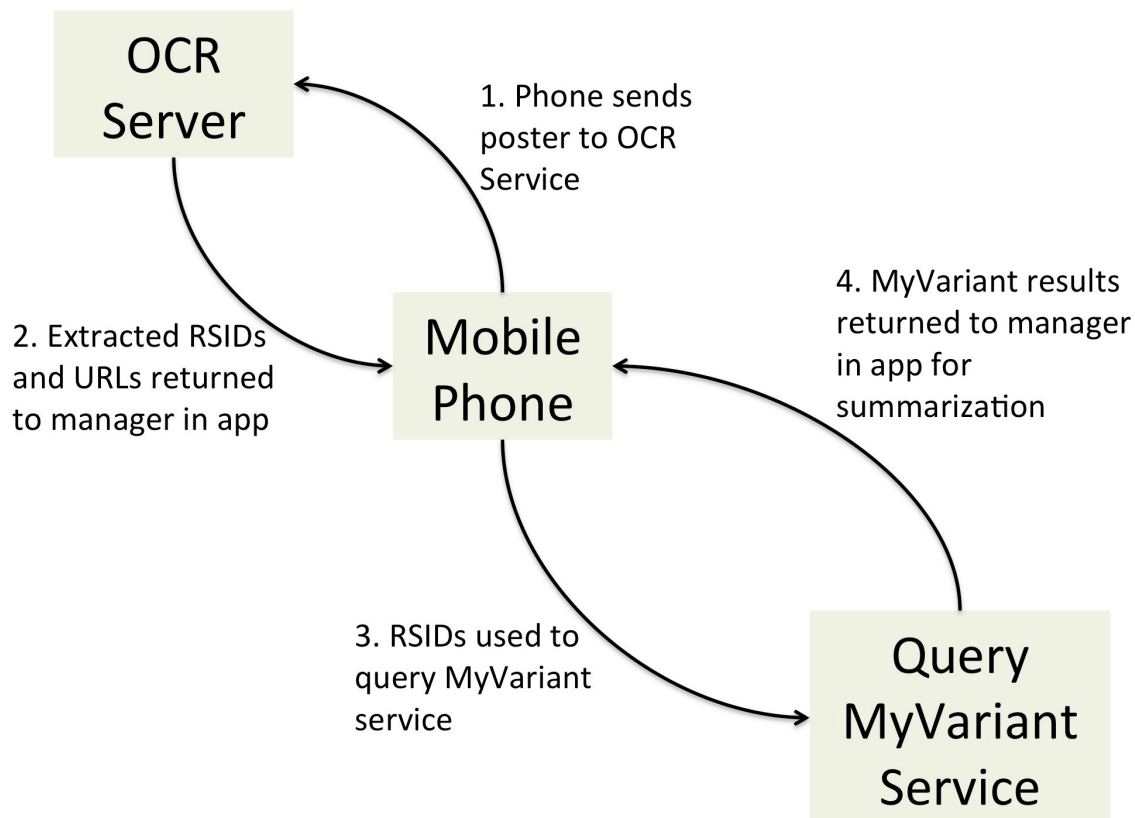 OCR
Server
1. Phone sends
poster to OCR
Service
2. Extracted RSIDs
and URLs returned
to manager in app
Mobile
Phone
4. MyVariant results
returned to manager
in app for
summarization
3. RSIDs used to
query MyVariant
service
Query
MyVariant
Service